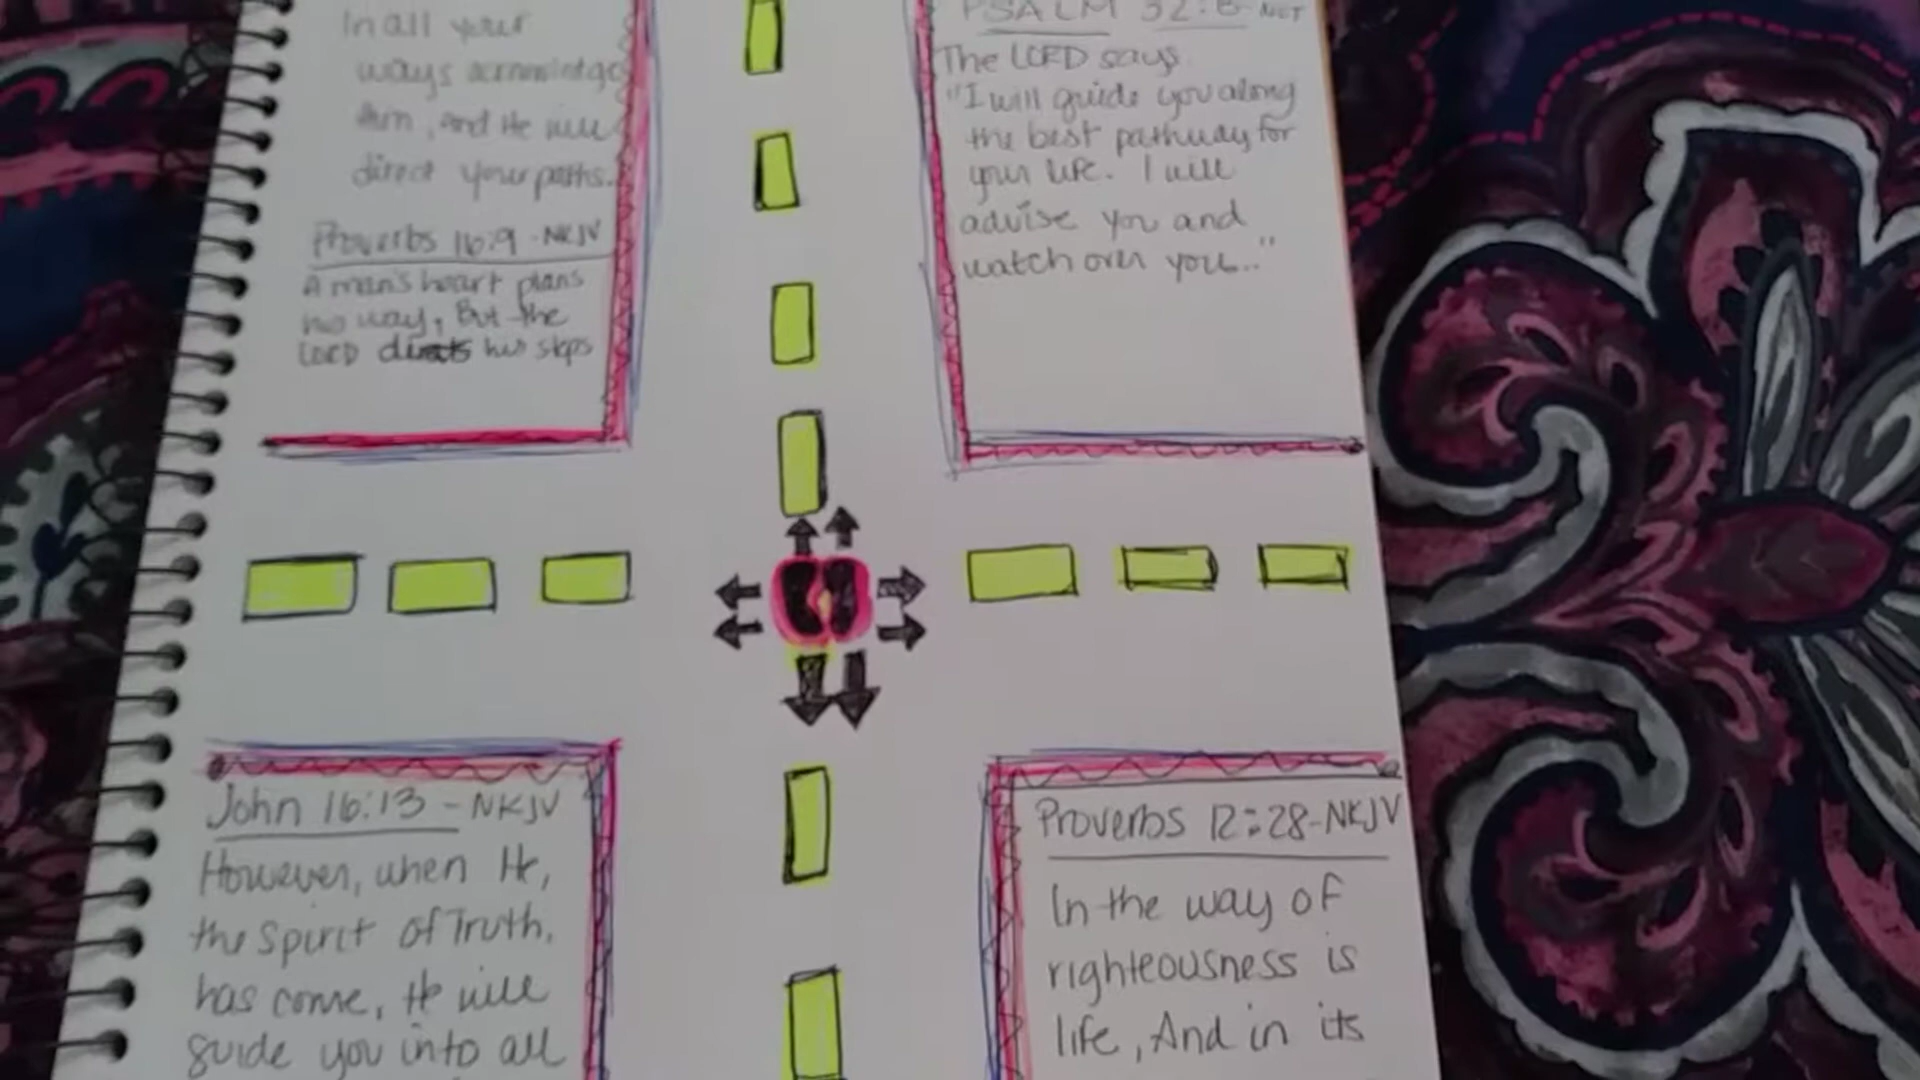 In all your
ways acknowledge
Him, And He will
direct your paths.
Proverbs 16:9 -NKJV
A man's heart plans
his way, But the
LORD directs his steps
PSALM 32:8- NLT
The LORD says,
"I will guide you along
the best pathway for
your life. I will
advise you and
watch over you.."
John 16:13 - NKJV
However, when He,
the Spirit of Truth,
has come, He will
guide you into all
Proverbs 12:28-NKJV
In the way of
righteousness is
life, And in its